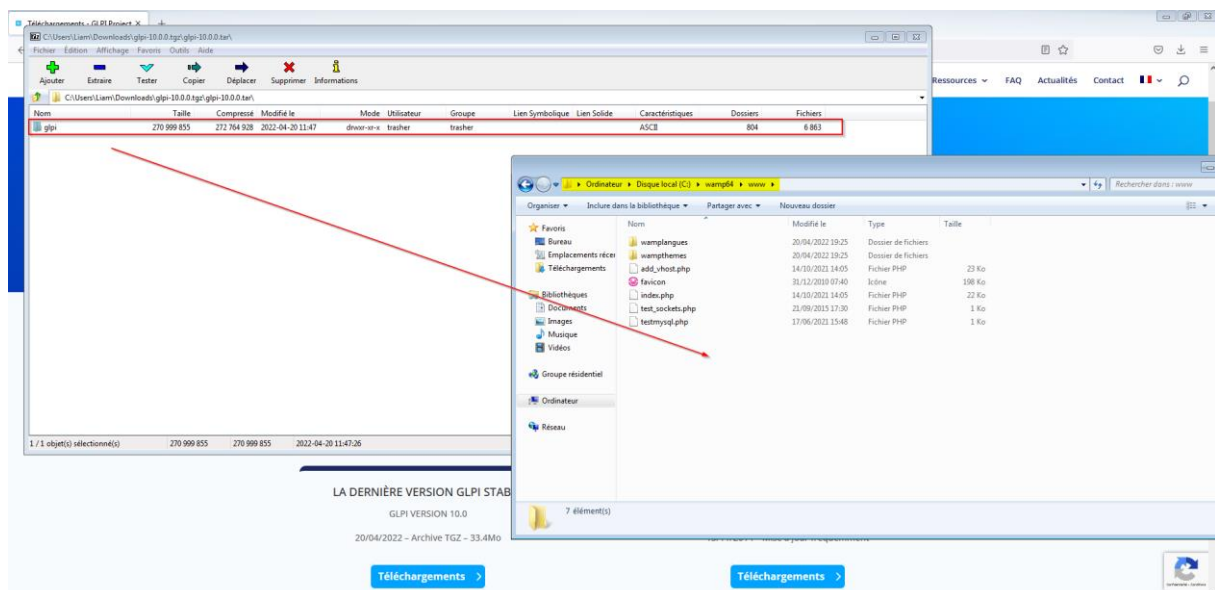 Téléchargements - GLPI Project × +
C:\Users\Liam\Downloads\glpi-10.0.0.tgz\glpi-10.0.0.tar\
Fichier Édition Affichage Favoris Outils Aide
Ajouter Extraire Tester Copier Déplacer Supprimer Informations
C:\Users\Liam\Downloads\glpi-10.0.0.tgz\glpi-10.0.0.tar\
Nom Taille Compressé Modifié le Mode Utilisateur Groupe Lien Symbolique Lien Solide Caractéristiques Dossiers Fichiers
glpi 270 999 855 272 764 928 2022-04-20 11:47 drwxr-xr-x trasher trasher ASCII 804 6 863
1 / 1 objet(s) sélectionné(s) 270 999 855 270 999 855 2022-04-20 11:47:26
Ressources FAQ Actualités Contact
Ordinateur Disque local (C:) wamp64 www
Rechercher dans : www
Organiser Inclure dans la bibliothèque Partager avec Nouveau dossier
Favoris
Bureau
Emplacements récer
Téléchargements
Bibliothèques
Documents
Images
Musique
Vidéos
Groupe résidentiel
Ordinateur
Réseau
Nom Modifié le Type Taille
wamplangues 20/04/2022 19:25 Dossier de fichiers
wampthemes 20/04/2022 19:25 Dossier de fichiers
add_vhost.php 14/10/2021 14:05 Fichier PHP 23 Ko
favicon 31/12/2010 07:40 Icône 198 Ko
index.php 14/10/2021 14:05 Fichier PHP 22 Ko
test_sockets.php 21/09/2015 17:30 Fichier PHP 1 Ko
testmysql.php 17/06/2021 15:48 Fichier PHP 1 Ko
7 élément(s)
LA DERNIÈRE VERSION GLPI STAB
GLPI VERSION 10.0
20/04/2022 – Archive TGZ – 33.4Mo
Téléchargements
Téléchargements